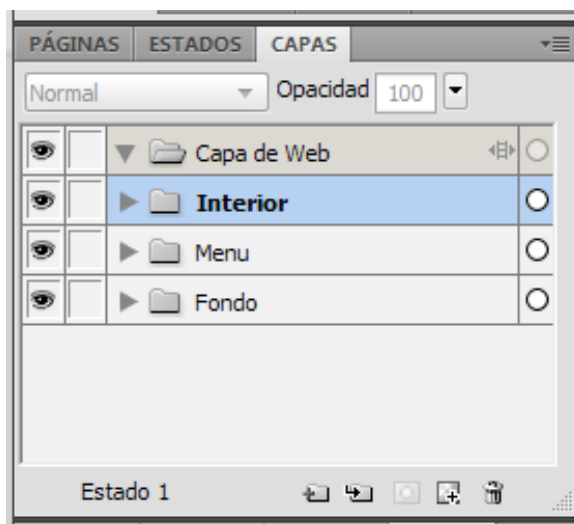 PÁGINAS ESTADOS CAPAS
Normal Opacidad 100
Capa de Web
Interior
Menu
Fondo
Estado 1